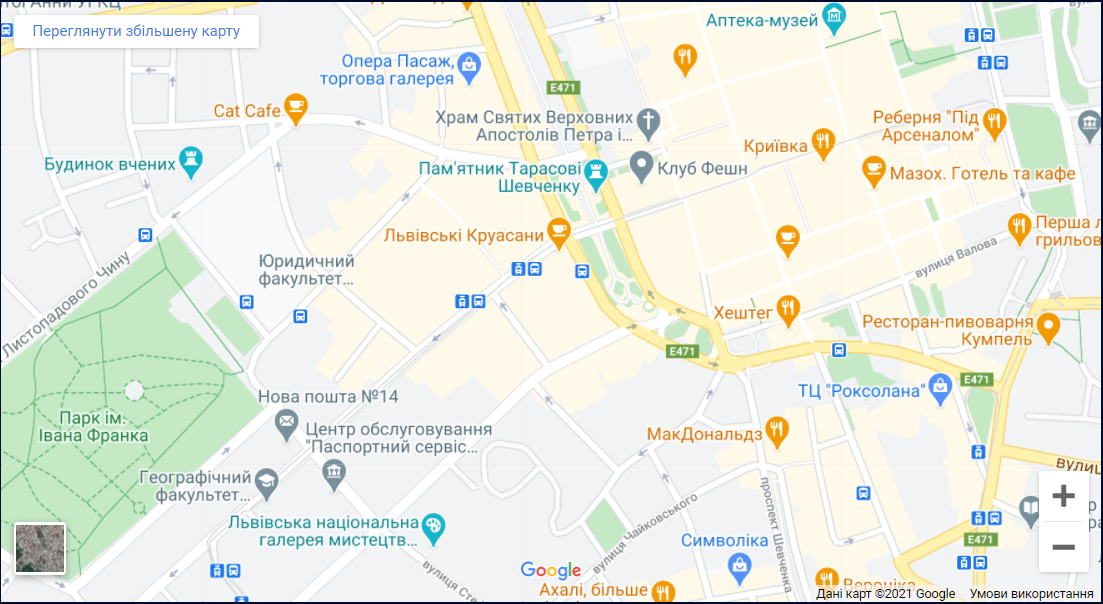 Переглянути збільшену карту
Аптека-музей
Опера Пасаж,
торгова галерея
E471
Cat Cafe
Храм Святих Верховних
Апостолів Петра і...
Реберня "Під
Арсеналом"
Криївка
Будинок вчених
Пам'ятник Тарасові
Шевченку
Клуб Фешн
Мазох. Готель та кафе
Львівські Круасани
Перша л
грильов
вулиця Валова
Юридичний
факультет...
Листопадового Чину
Хештег
Ресторан-пивоварня
Кумпель
E471
E471
ТЦ "Роксолана"
Нова пошта №14
Парк ім.
Івана Франка
Центр обслуговування
"Паспортний сервіс...
МакДональдз
Географічний
факультет...
вулиц
проспект Шевченка
вулиця Чайковського
Львівська національна
галерея мистецтв...
Символіка
E471
вулиця Сте
Google
Ахалі, більше
Вероніка
Дані карт ©2021 Google
Умови використання